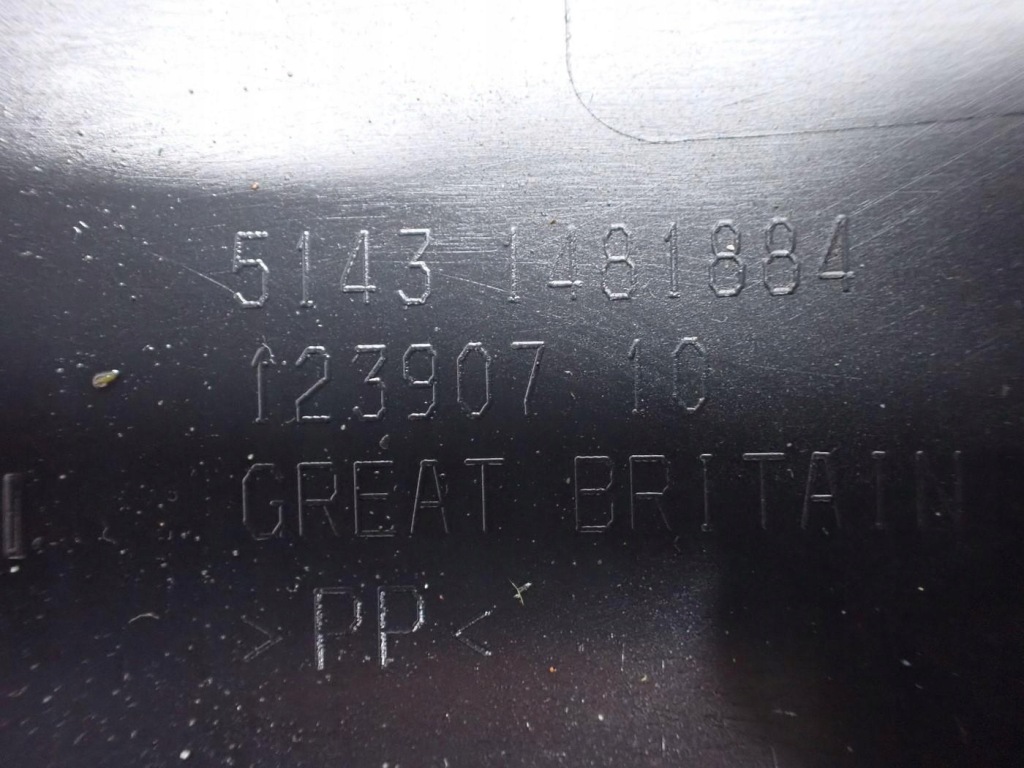 5143 1481884
123907 10
GREAT BRITAIN
>PP<